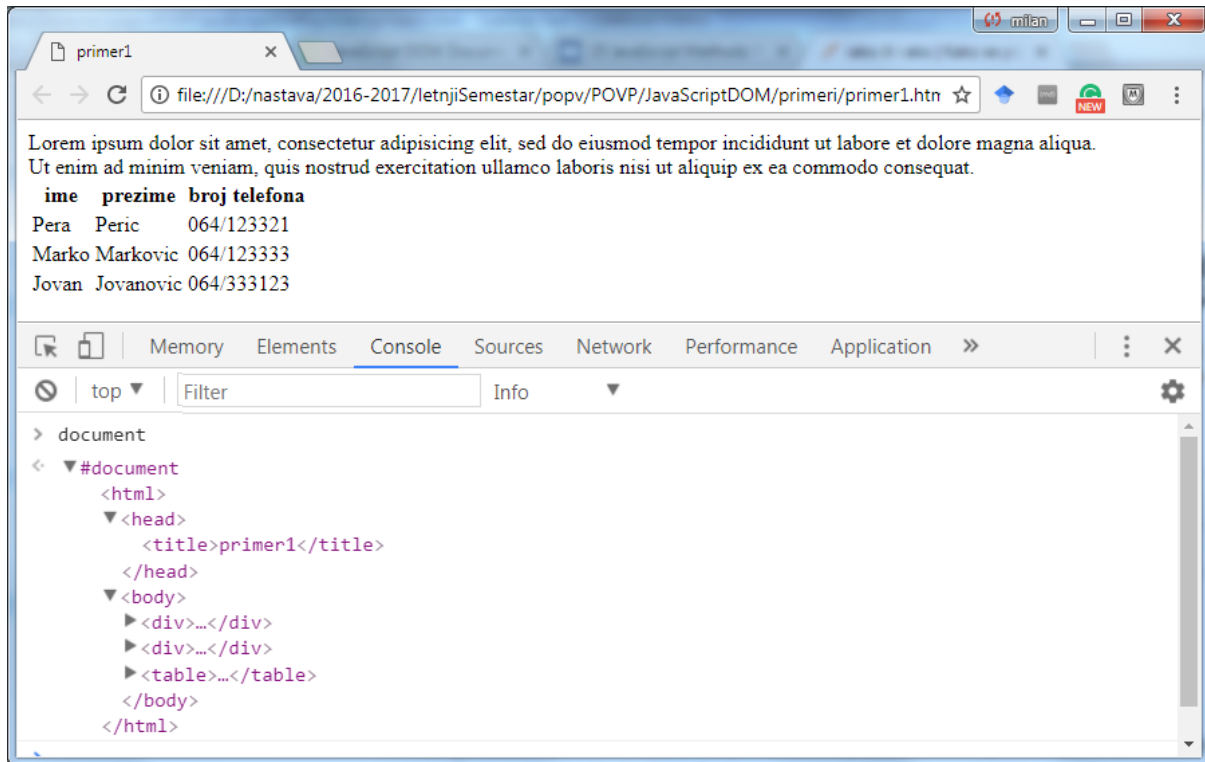 milan
primer1
file:///D:/nastava/2016-2017/letnjiSemestar/popv/POVP/JavaScriptDOM/primeri/primer1.htm
NEW
Lorem ipsum dolor sit amet, consectetur adipisicing elit, sed do eiusmod tempor incididunt ut labore et dolore magna aliqua.
Ut enim ad minim veniam, quis nostrud exercitation ullamco laboris nisi ut aliquip ex ea commodo consequat.
ime prezime broj telefona
Pera Peric 064/123321
Marko Markovic 064/123333
Jovan Jovanovic 064/333123
Memory Elements Console Sources Network Performance Application »
top ▼ Filter Info ▼
> document
▼#document
<html>
▼<head>
<title>primer1</title>
</head>
▼<body>
▶<div>…</div>
▶<div>…</div>
▶<table>…</table>
</body>
</html>